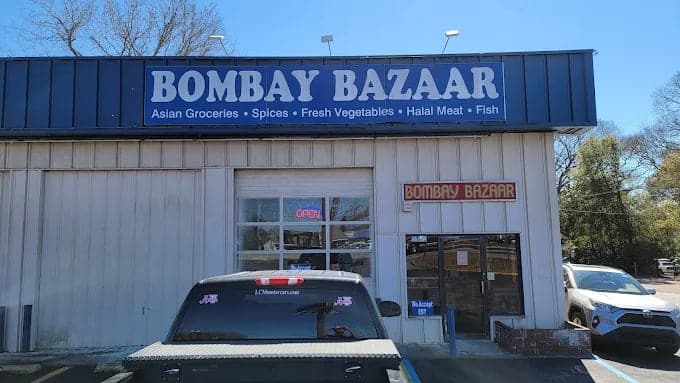 BOMBAY BAZAAR
Asian Groceries • Spices • Fresh Vegetables • Halal Meat • Fish
BOMBAY BAZAAR
OPEN
We Accept
EBT